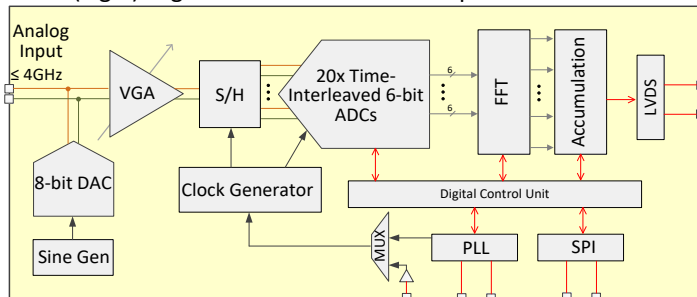 Analog
Input
≤ 4GHz
VGA
S/H
20x Time-
Interleaved 6-bit
ADCs
6
6
FFT
Accumulation
LVDS
8-bit DAC
Clock Generator
Digital Control Unit
Sine Gen
MUX
PLL
SPI